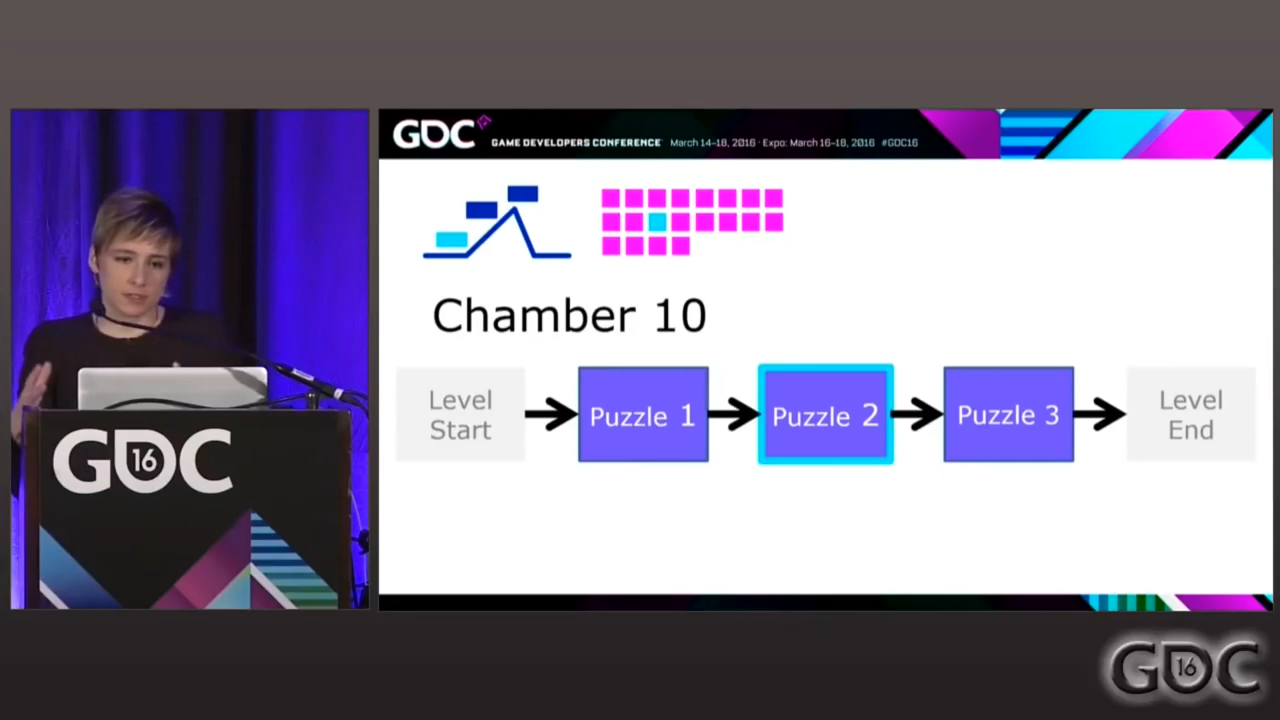 GDC
GAME DEVELOPERS CONFERENCE March 14-18, 2016 · Expo: March 16-18, 2016 #GDC16
Chamber 10
Level Start
Puzzle 1
Puzzle 2
Puzzle 3
Level End
GDC 16
GDC 16